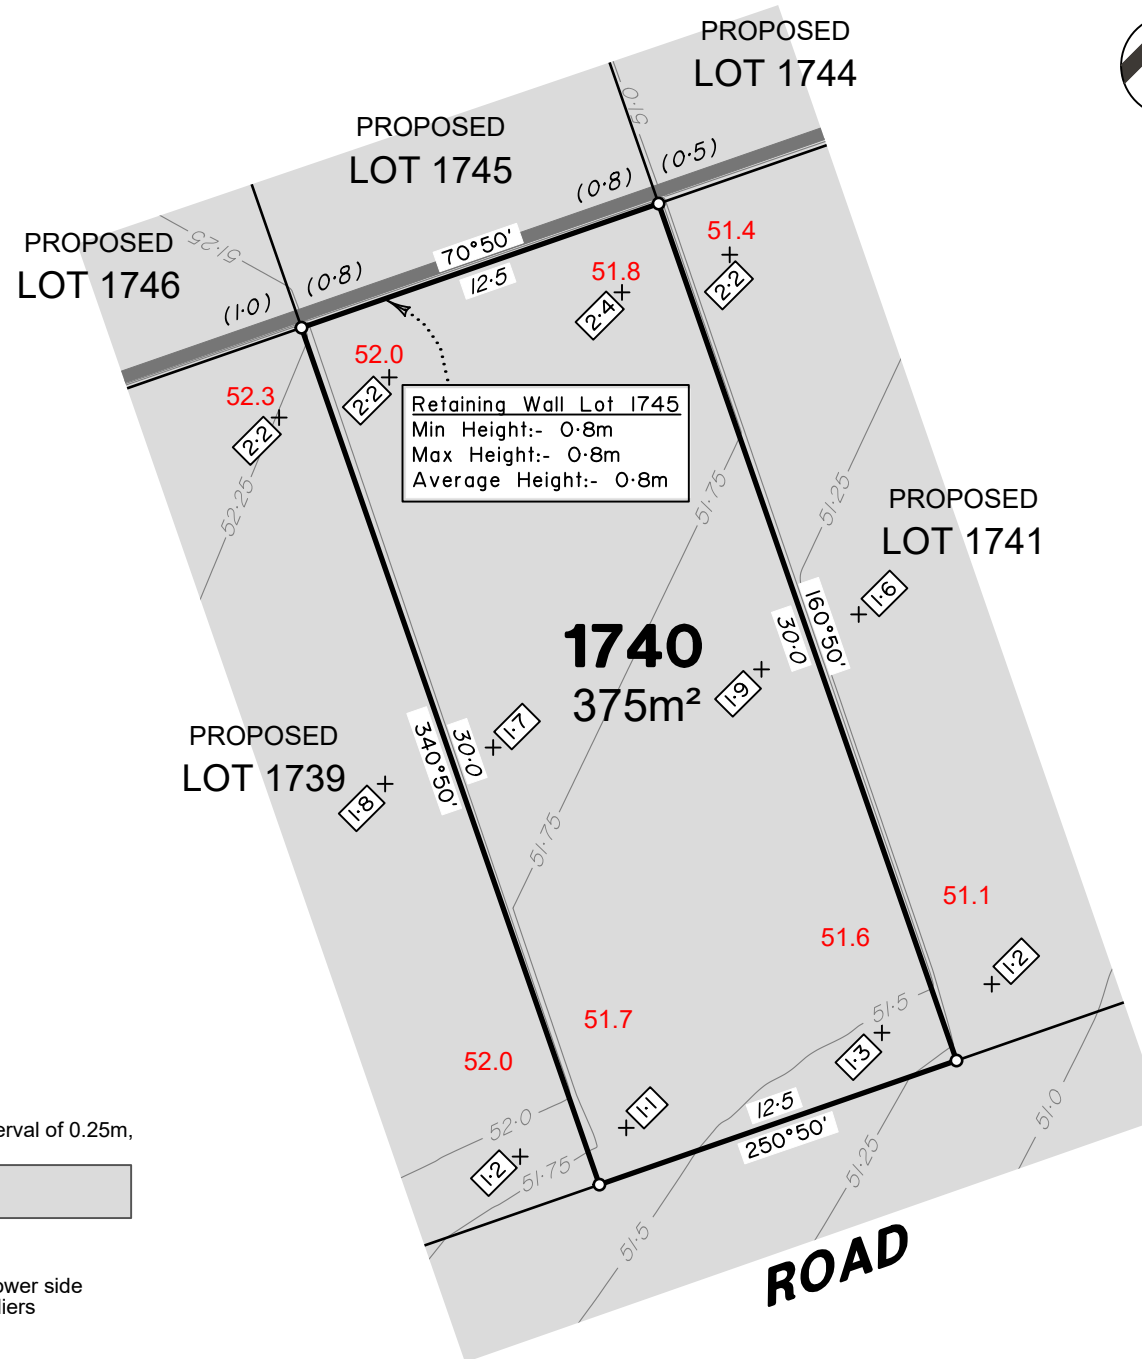 PROPOSED
LOT 1744
51·0
PROPOSED
LOT 1745
(0·8)
(0·5)
PROPOSED
LOT 1746
51·25
(1·0)
(0·8)
70°50'
12·5
51.4
2·2
51.8
2·4
52.0
2·2
52.3
2·2
Retaining Wall Lot 1745
Min Height:- 0·8m
Max Height:- 0·8m
Average Height:- 0·8m
52·25
51·75
51·25
PROPOSED
LOT 1741
1·6
160°50'
30·0
1740
375m²
1·9
1·7
30·0
340°50'
PROPOSED
LOT 1739
1·8
51·75
51.1
51.6
1·2
51.7
52.0
51·5
1·3
1·1
12·5
250°50'
52·0
1·2
51·75
51·0
51·25
51·5
ROAD
erval of 0.25m,
ower side
liers